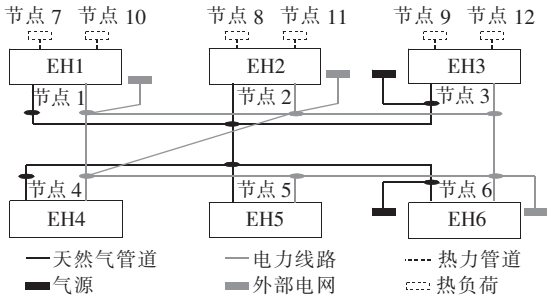 节点 7 节点 10 节点 8 节点 11 节点 9 节点 12
EH1 EH2 EH3
节点 1 节点 2 节点 3
节点 4 节点 5 节点 6
EH4 EH5 EH6
天然气管道 电力线路 热力管道
气源 外部电网 热负荷